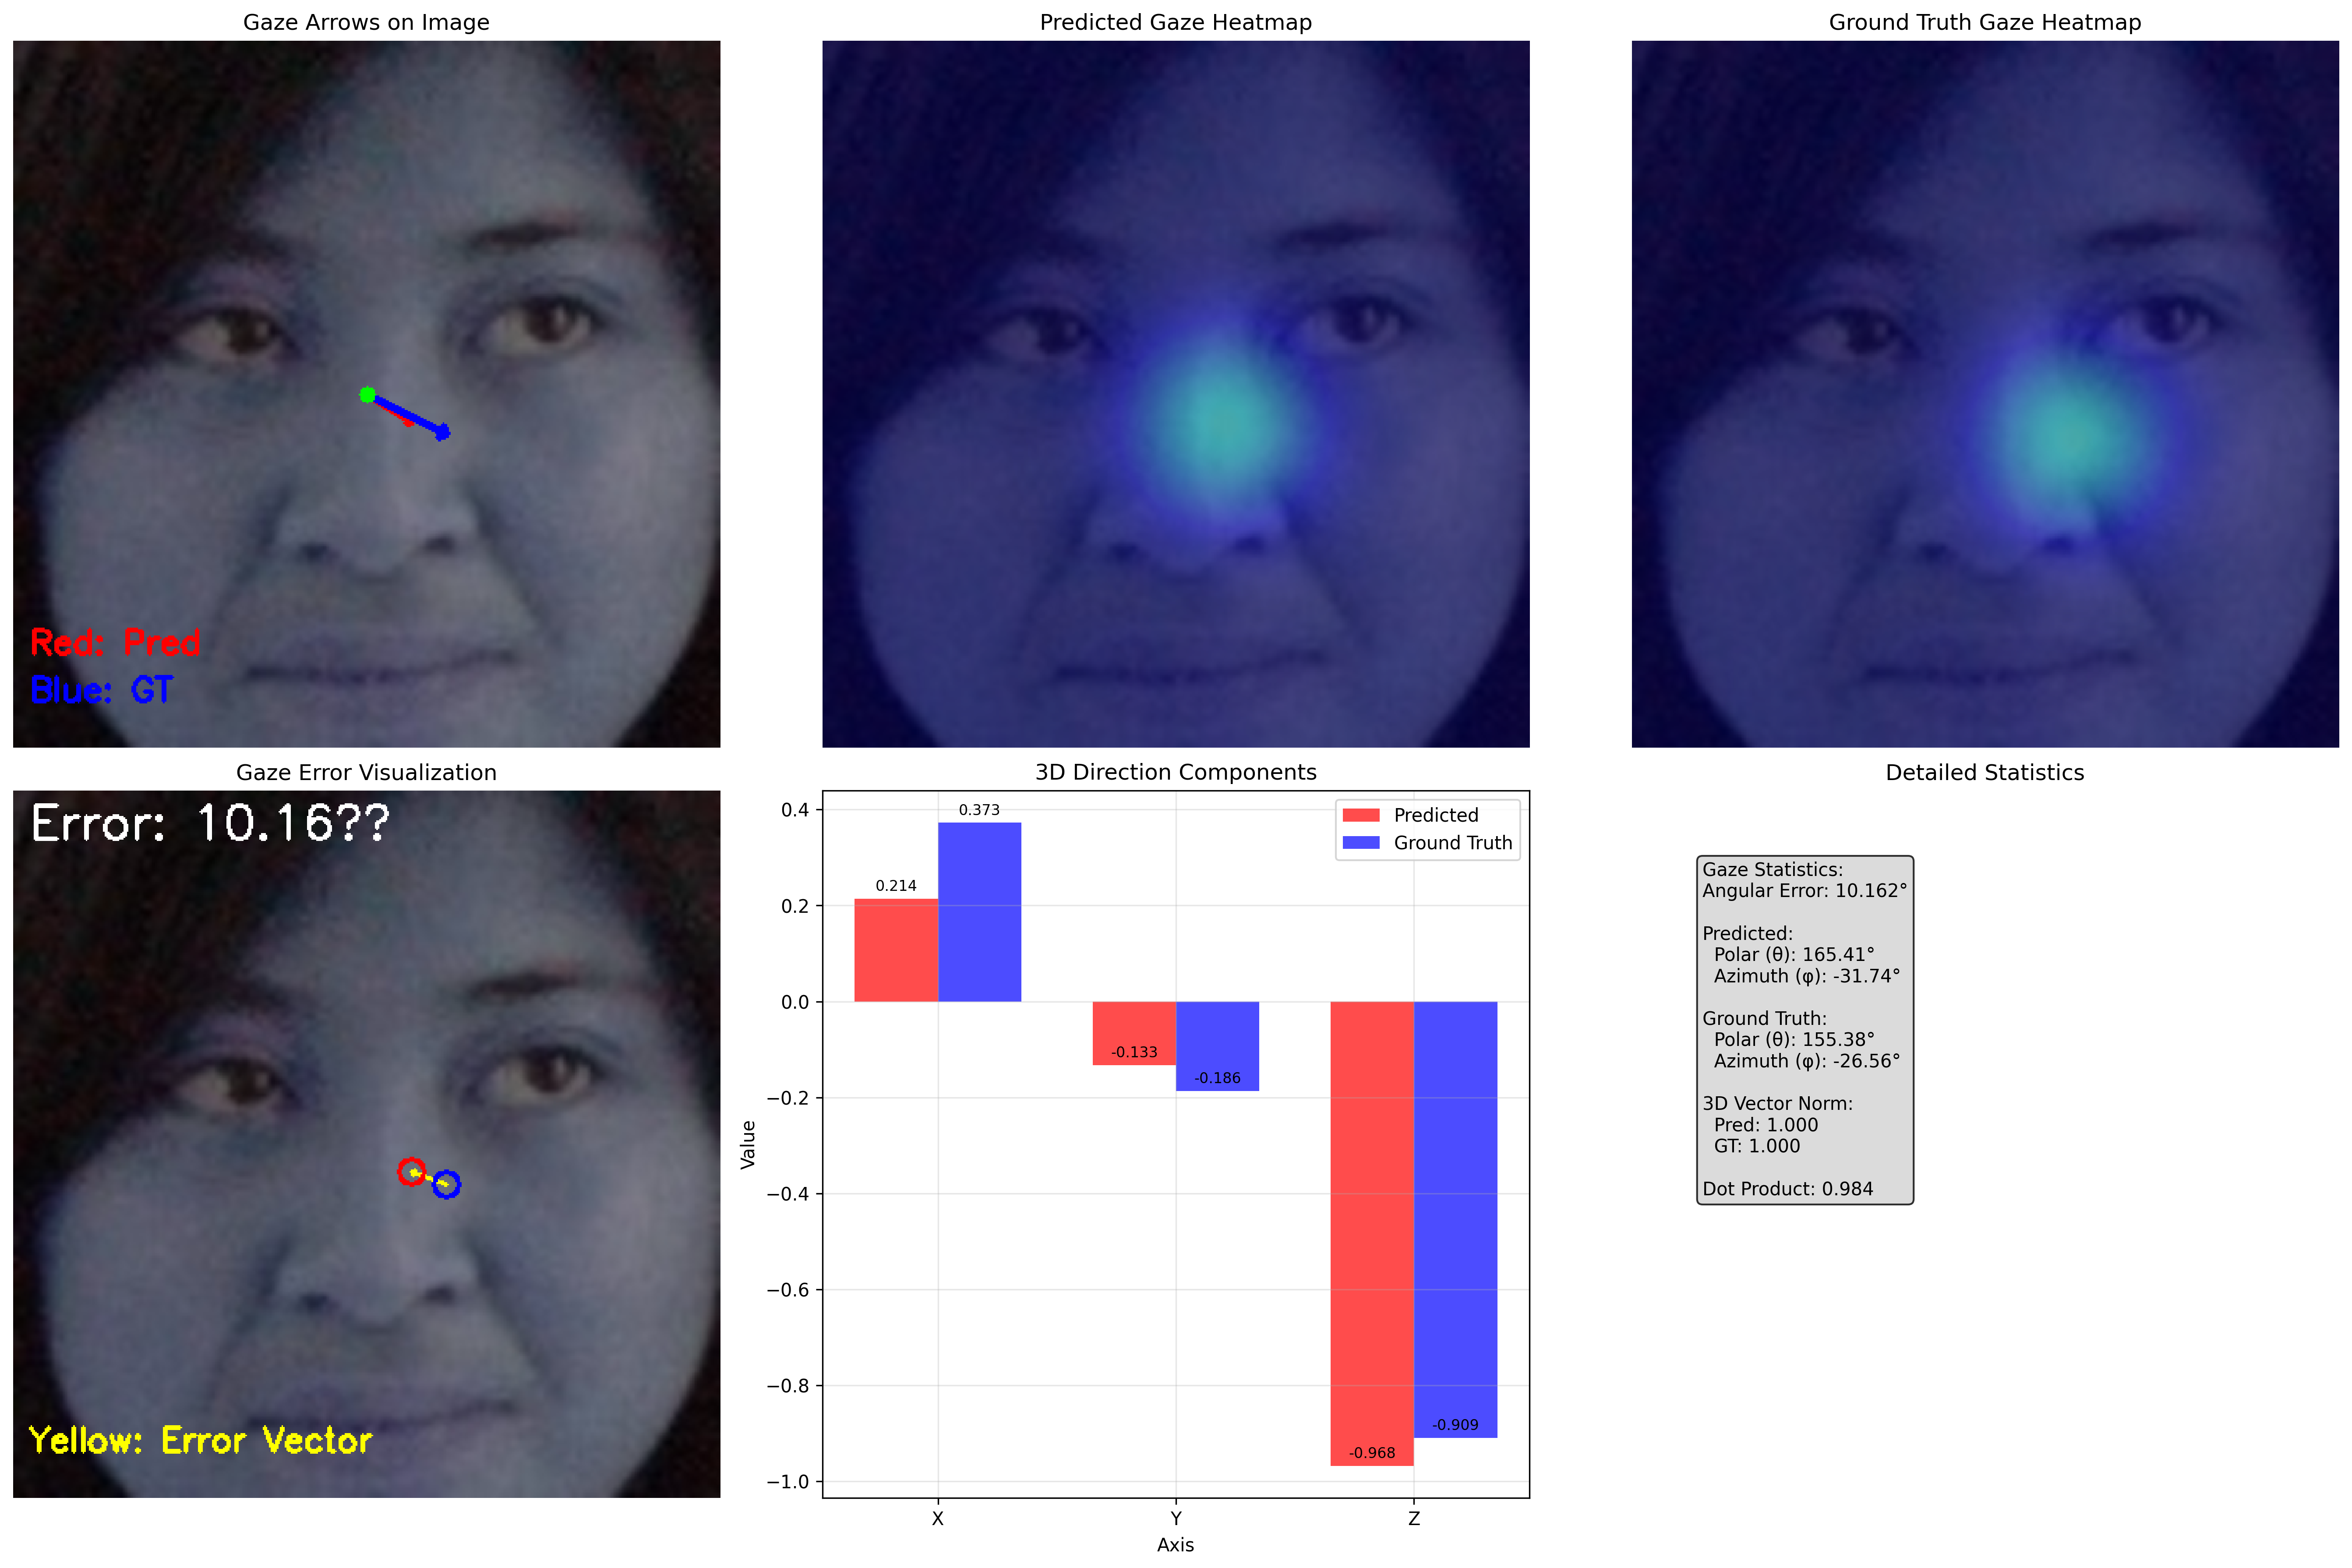 Gaze Arrows on Image
Red: Pred
Blue: GT
Predicted Gaze Heatmap
Ground Truth Gaze Heatmap
Gaze Error Visualization
Error: 10.16??
Yellow: Error Vector
3D Direction Components
0.4
0.2
0.0
−0.2
−0.4
−0.6
−0.8
−1.0
Value
0.214
0.373
-0.133
-0.186
-0.968
-0.909
Predicted
Ground Truth
X
Y
Z
Axis
Detailed Statistics
Gaze Statistics:
Angular Error: 10.162°
Predicted:
Polar (θ): 165.41°
Azimuth (φ): -31.74°
Ground Truth:
Polar (θ): 155.38°
Azimuth (φ): -26.56°
3D Vector Norm:
Pred: 1.000
GT: 1.000
Dot Product: 0.984